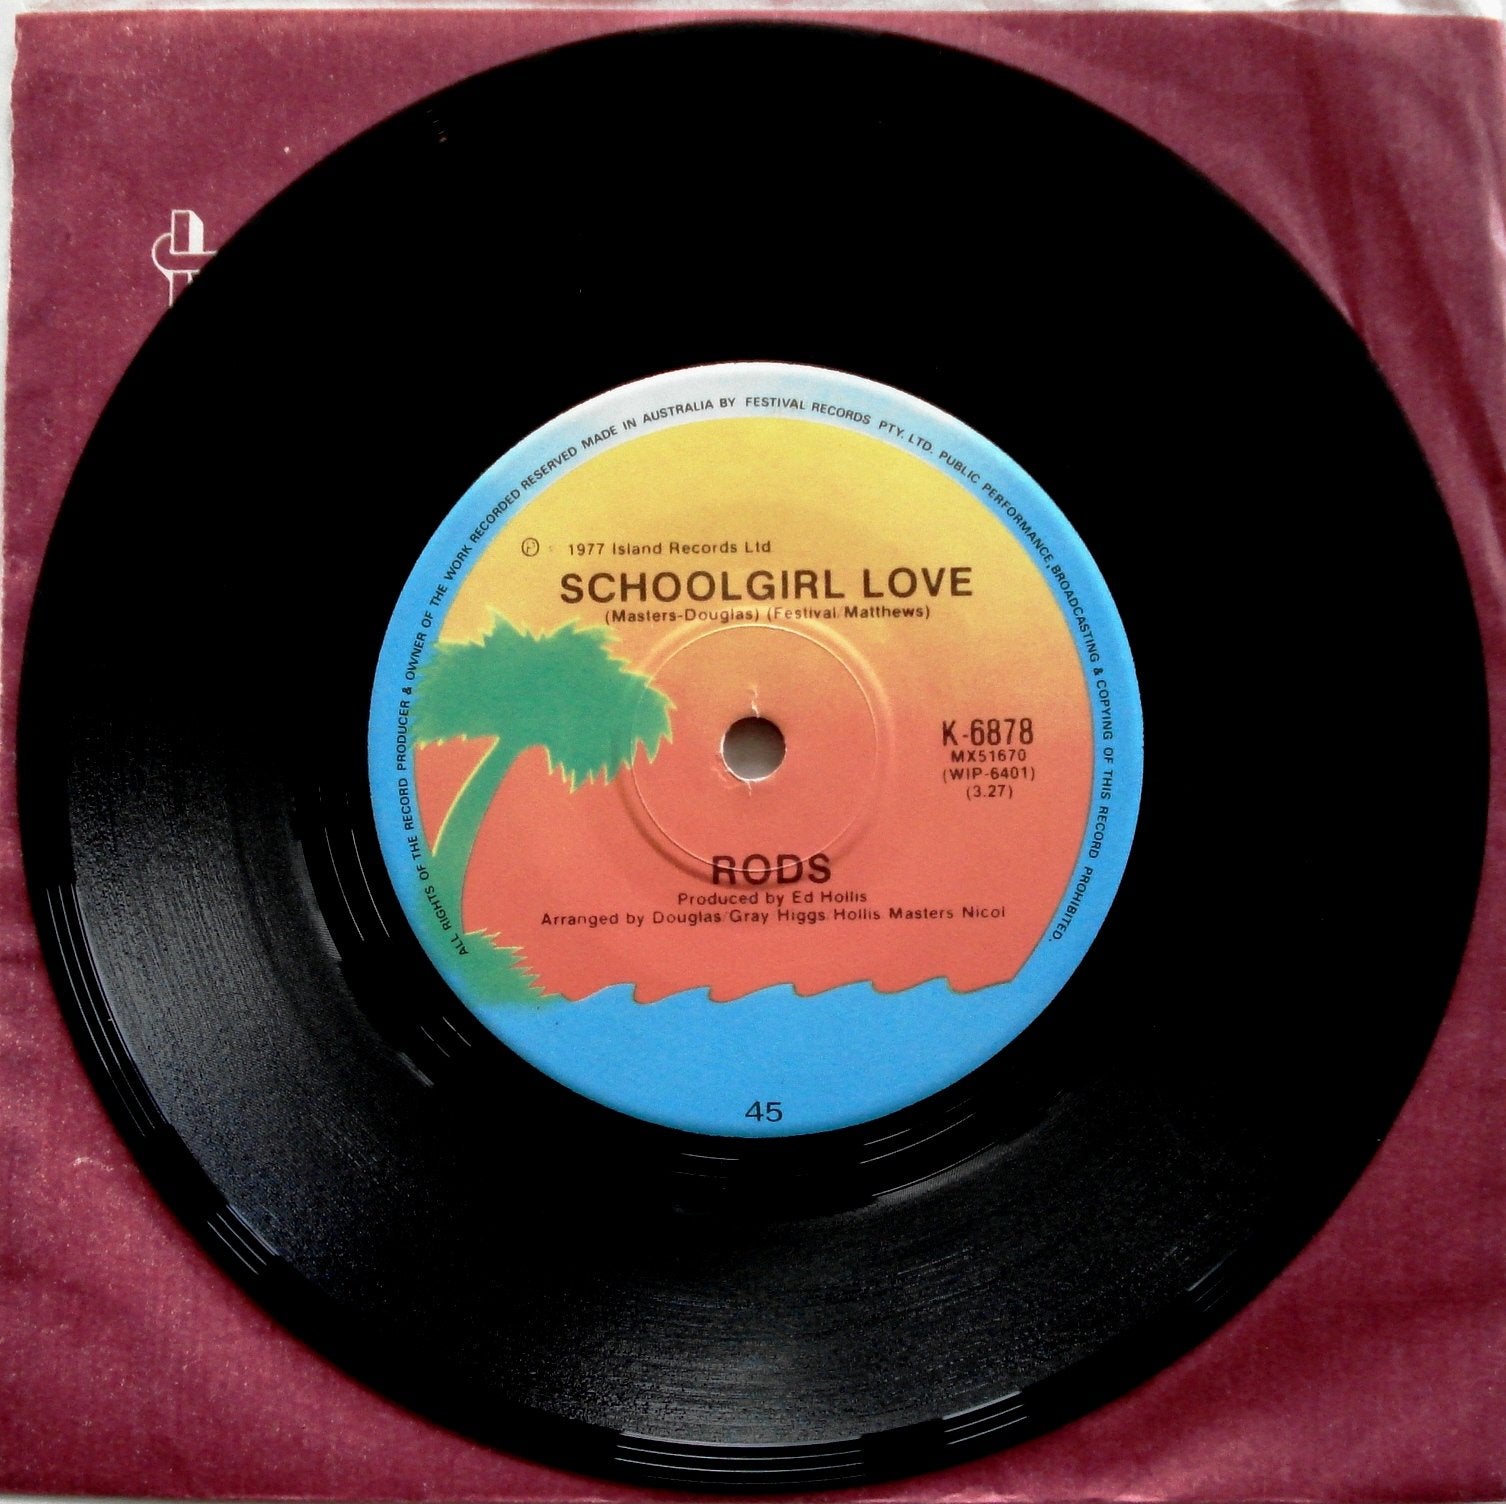 ALL RIGHTS OF THE RECORD PRODUCER & OWNER OF THE WORK RECORDED RESERVED MADE IN AUSTRALIA BY FESTIVAL RECORDS PTY. LTD. PUBLIC PERFORMANCE, BROADCASTING & COPYING OF THIS RECORD PROHIBITED.
Ⓟ 1977 Island Records Ltd
SCHOOLGIRL LOVE
(Masters-Douglas) (Festival/Matthews)
K-6878
MX51670
(WIP-6401)
(3.27)
RODS
Produced by Ed Hollis
Arranged by Douglas/Gray/Higgs/Hollis/Masters/Nicol
45